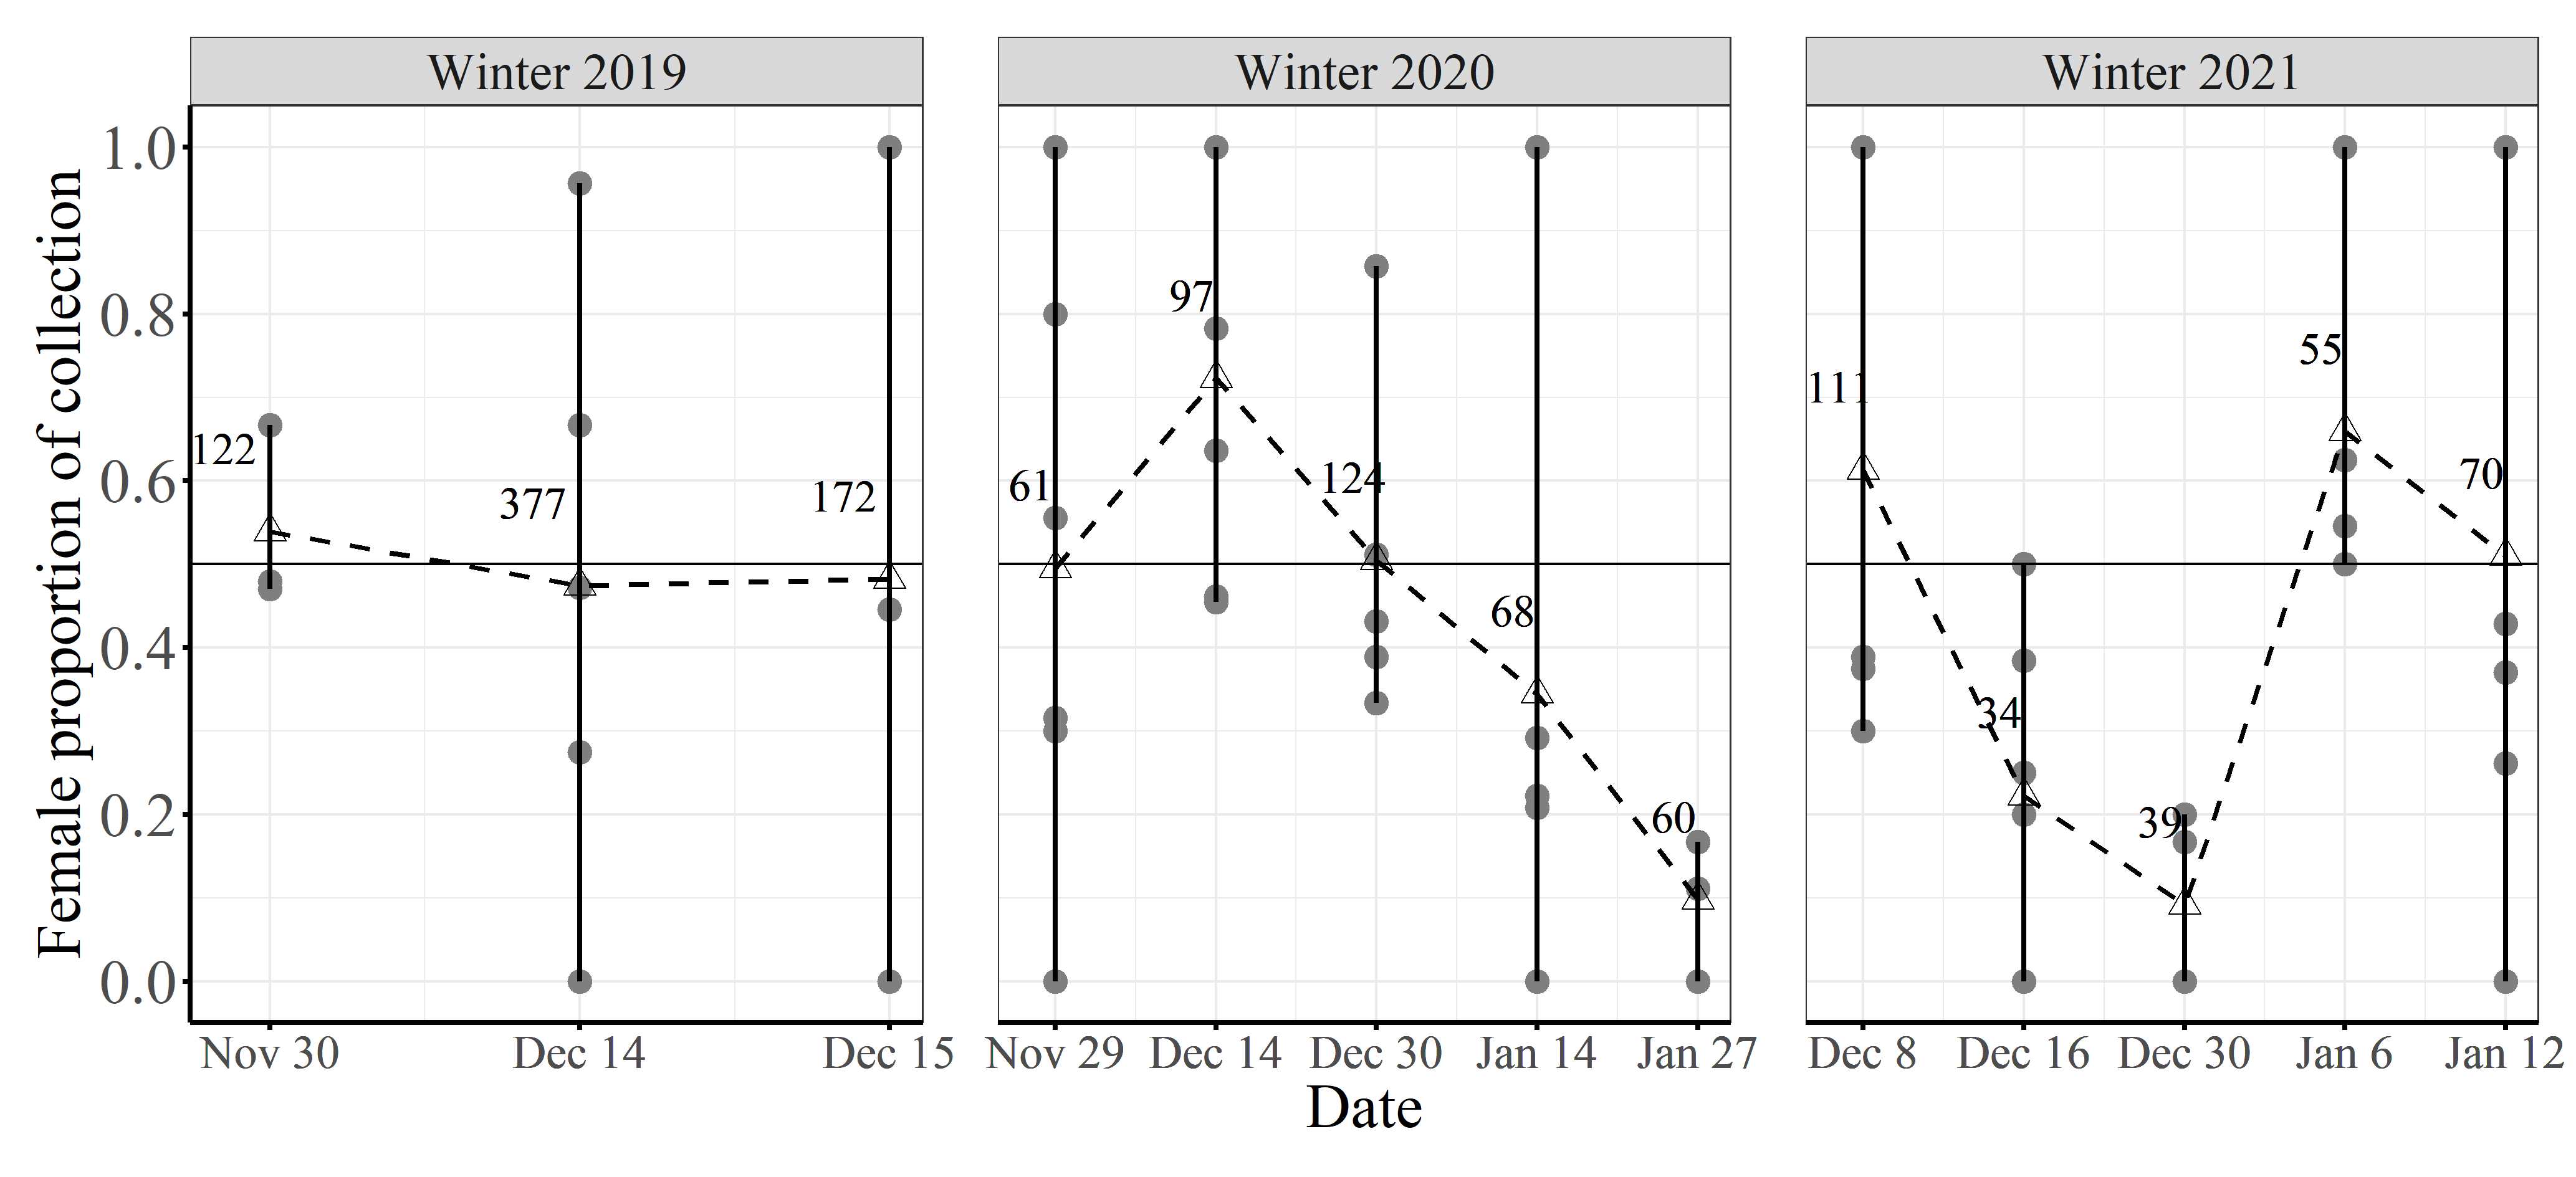 Winter 2019 Winter 2020 Winter 2021
Female proportion of collection
1.0
0.8
0.6
0.4
0.2
0.0
122 377 172
61 97 124 68 60
111 34 39 55 70
Nov 30 Dec 14 Dec 15 Nov 29 Dec 14 Dec 30 Jan 14 Jan 27 Dec 8 Dec 16 Dec 30 Jan 6 Jan 12
Date